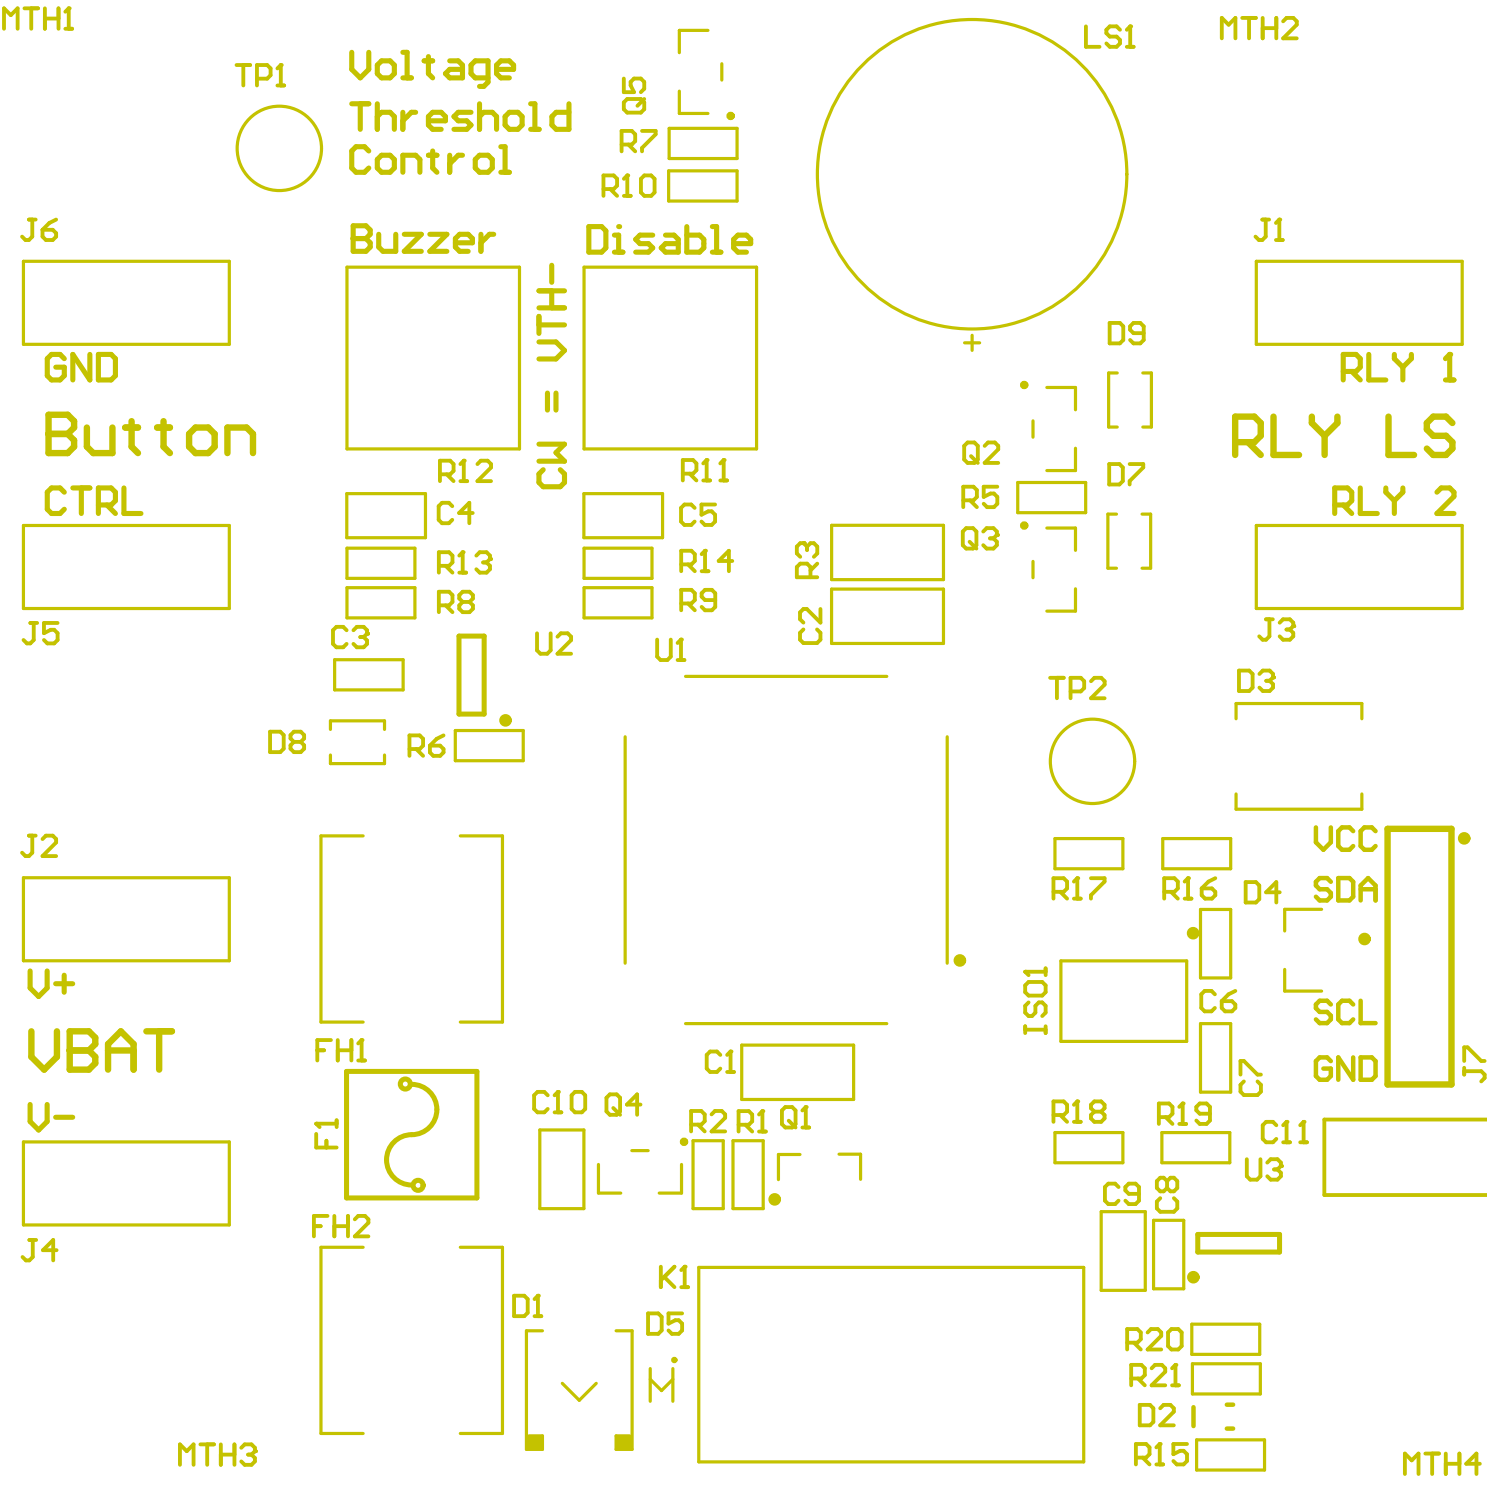 MTH1
MTH2
LS1
TP1
Voltage
Threshold
Control
Q5
R7
R10
J6
Buzzer
Disable
J1
CW = VTH-
+
D9
GND
RLY 1
Button
RLY LS
Q2
D7
R12
R11
CTRL
RLY 2
R5
C4
C5
Q3
R3
R13
R14
R8
R9
J5
C3
U2
U1
C2
J3
TP2
D3
D8
R6
J2
VCC
R17
R16
D4
SDA
V+
ISO1
C6
SCL
VBAT
FH1
C1
C7
GND
J7
V-
F1
C10
Q4
R2
R1
Q1
R18
R19
C11
U3
C9
C8
J4
FH2
K1
D1
D5
R20
R21
D2
R15
MTH3
MTH4